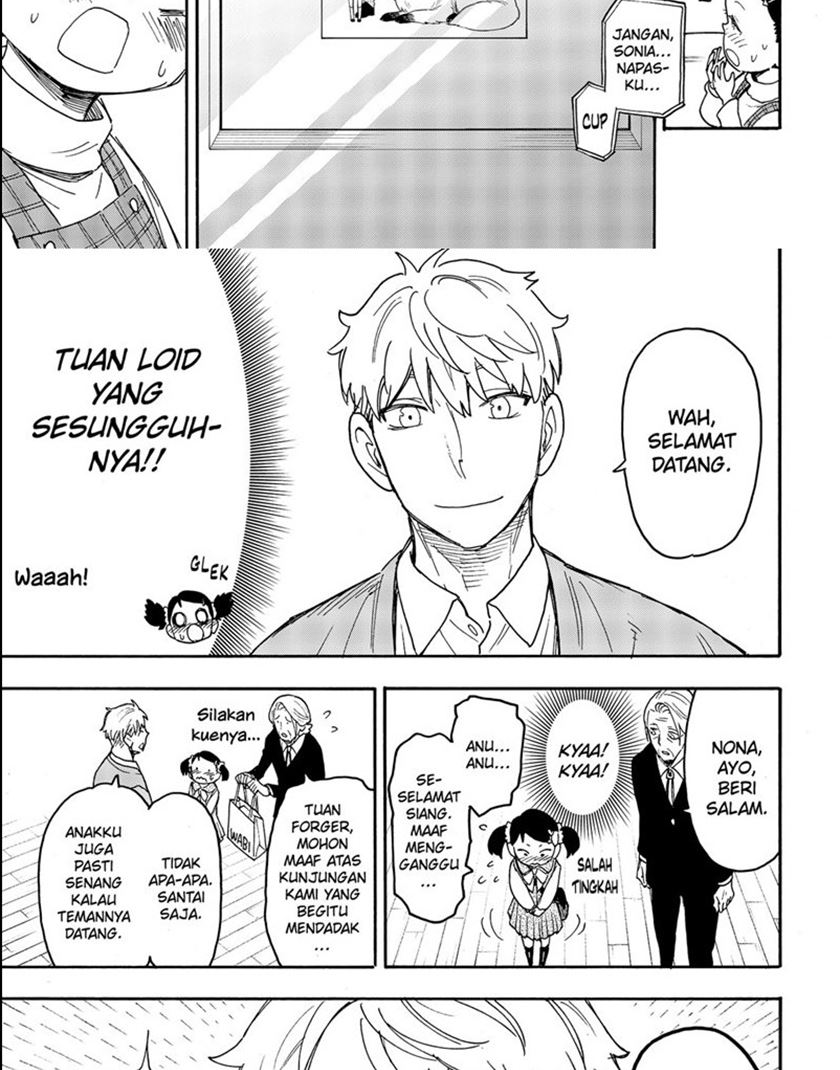 JANGAN,
SONIA...
NAPAS-
KU...
CUP
WAH,
SELAMAT
DATANG.
TUAN LOID
YANG
SESUNGGUH-
NYA!!
GLEK
Waaah!
NONA,
AYO,
BERI
SALAM.
KYAA!
KYAA!
ANU...
ANU...
SE-
SELAMAT
SIANG.
MAAF
MENG-
GANGGU
...
SALAH
TINGKAH
Silakan
kuenya...
WABI
TUAN
FORGER,
MOHON
MAAF ATAS
KUNJUNGAN
KAMI YANG
BEGITU
MENDADAK
...
TIDAK
APA-APA.
SANTAI
SAJA.
ANAKKU
JUGA
PASTI
SENANG
KALAU
TEMANNYA
DATANG.